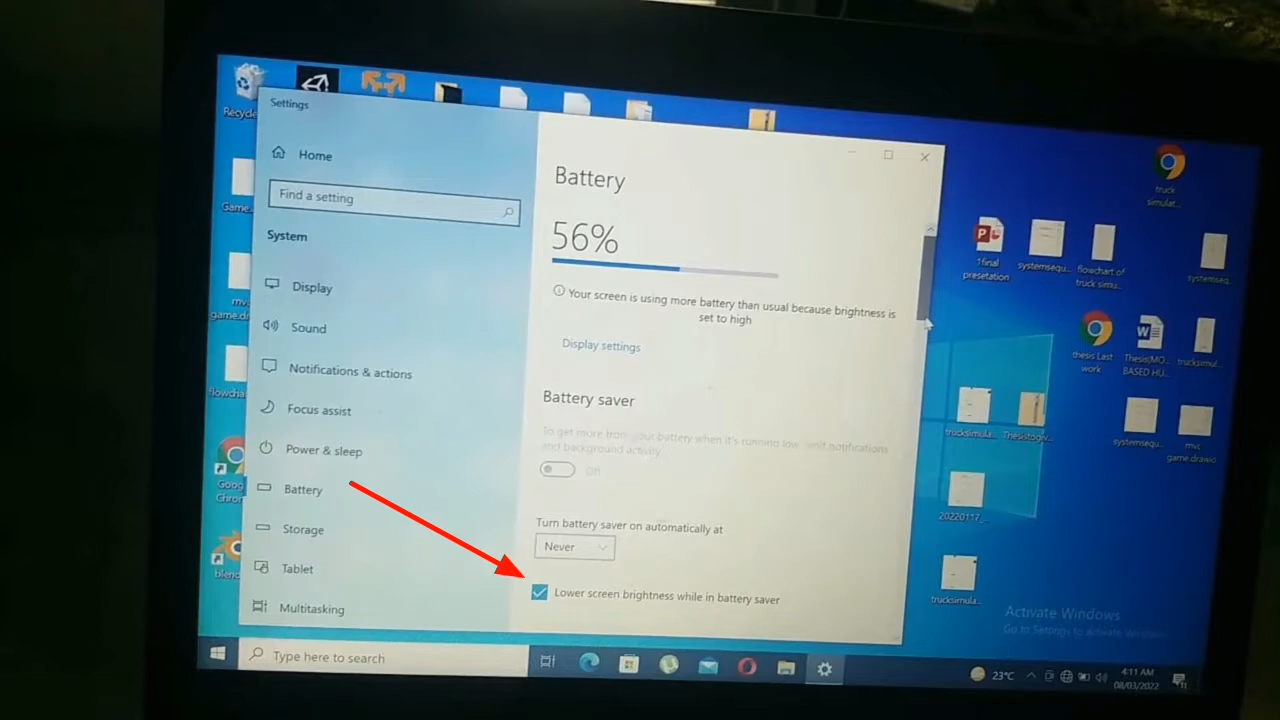 Recycle
Game.
mvc
game.dra
flowcha
Goog
Chron
blend
Settings
Home
Find a setting
System
Display
Sound
Notifications & actions
Focus assist
Power & sleep
Battery
Storage
Tablet
Multitasking
Battery
56%
Your screen is using more battery than usual because brightness is
set to high
Display settings
Battery saver
To get more from your battery when it's running low, limit notifications
and background activity
Off
Turn battery saver on automatically at
Never
Lower screen brightness while in battery saver
truck
simulat...
1final
presetation
systemsequ...
flowchart of
truck simu...
systemseq...
thesis Last
work
Thesis(MO...
BASED HU...
trucksimul...
trucksimula...
Thesistogiv...
systemsequ...
mvc
game.drawio
20220117_...
trucksimula...
Activate Windows
Go to Settings to activate Windows.
Type here to search
23°C
4:11 AM
08/03/2022